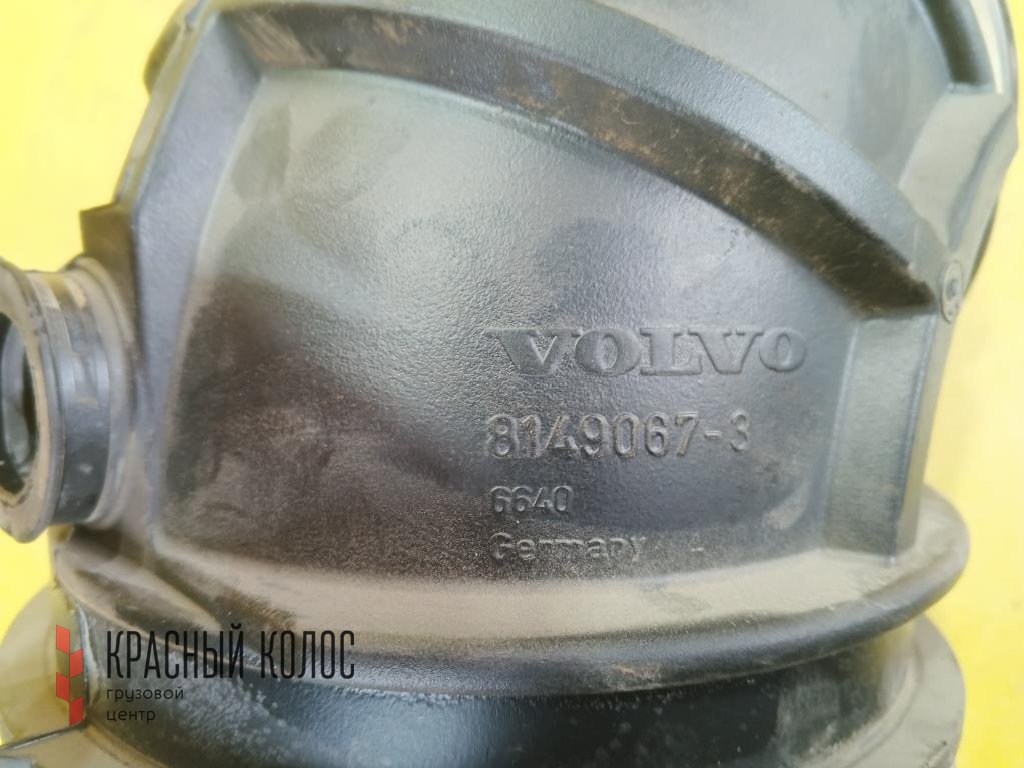 VOLVO
8149067-3
6640
Germany
КРАСНЫЙ КОЛОС
грузовой
центр